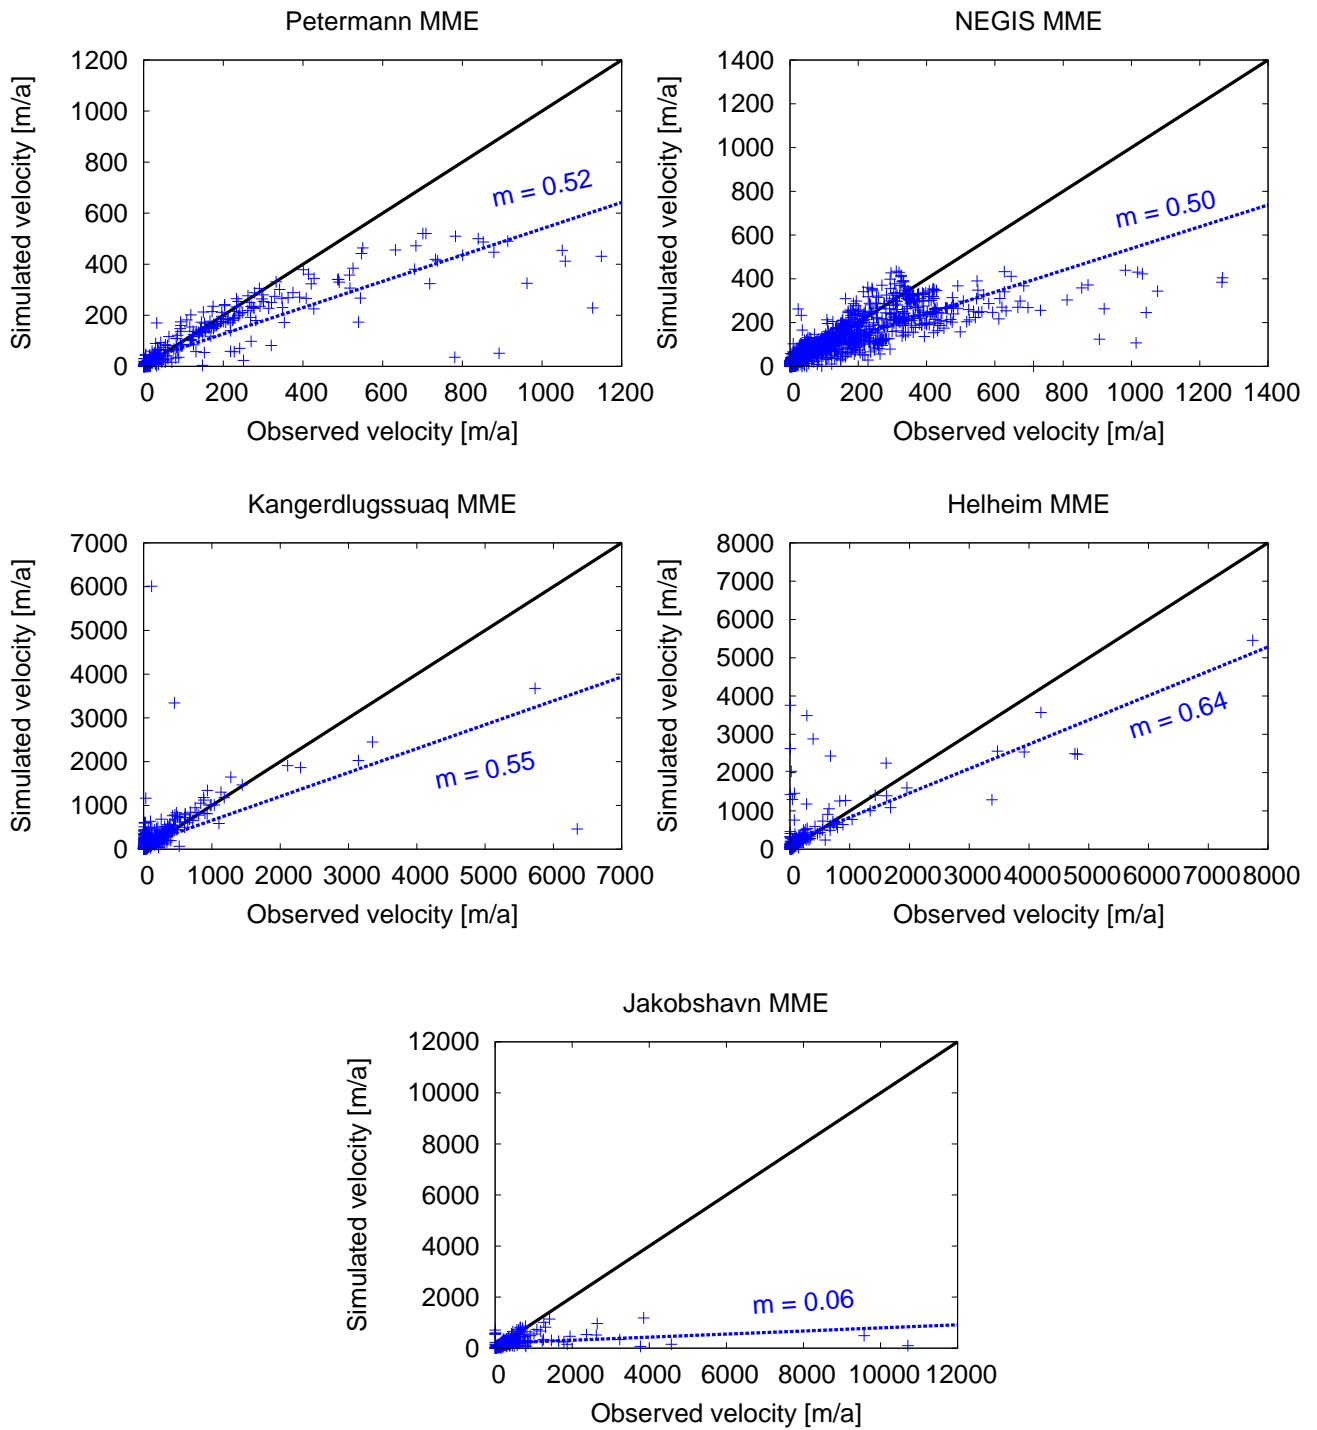 Petermann MME
Simulated velocity [m/a]
1200
1000
800
600
400
200
0
m = 0.52
0 200 400 600 800 1000 1200
Observed velocity [m/a]
NEGIS MME
Simulated velocity [m/a]
1400
1200
1000
800
600
400
200
0
m = 0.50
0 200 400 600 800 1000 1200 1400
Observed velocity [m/a]
Kangerdlugssuaq MME
Simulated velocity [m/a]
7000
6000
5000
4000
3000
2000
1000
0
m = 0.55
0 1000 2000 3000 4000 5000 6000 7000
Observed velocity [m/a]
Helheim MME
Simulated velocity [m/a]
8000
7000
6000
5000
4000
3000
2000
1000
0
m = 0.64
0 1000 2000 3000 4000 5000 6000 7000 8000
Observed velocity [m/a]
Jakobshavn MME
Simulated velocity [m/a]
12000
10000
8000
6000
4000
2000
0
m = 0.06
0 2000 4000 6000 8000 10000 12000
Observed velocity [m/a]